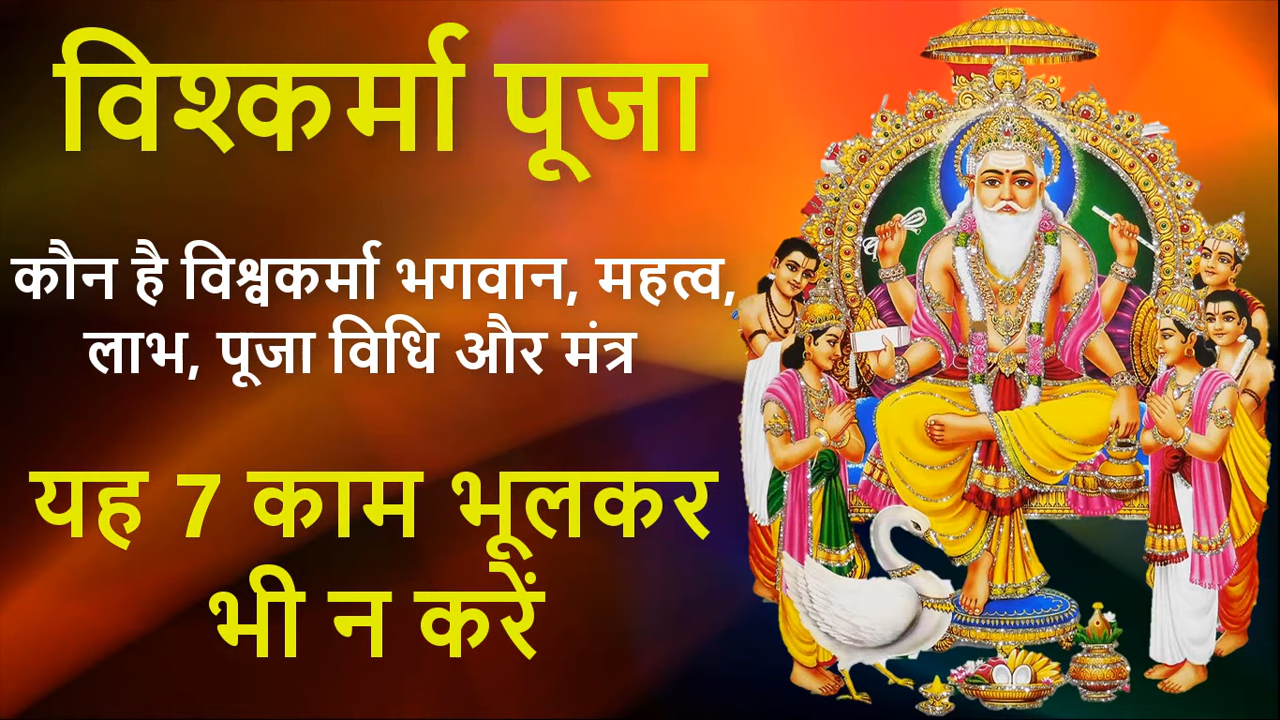 विश्कर्मा पूजा
कौन है विश्वकर्मा भगवान, महत्व,
लाभ, पूजा विधि और मंत्र
यह 7 काम भूलकर
भी न करें